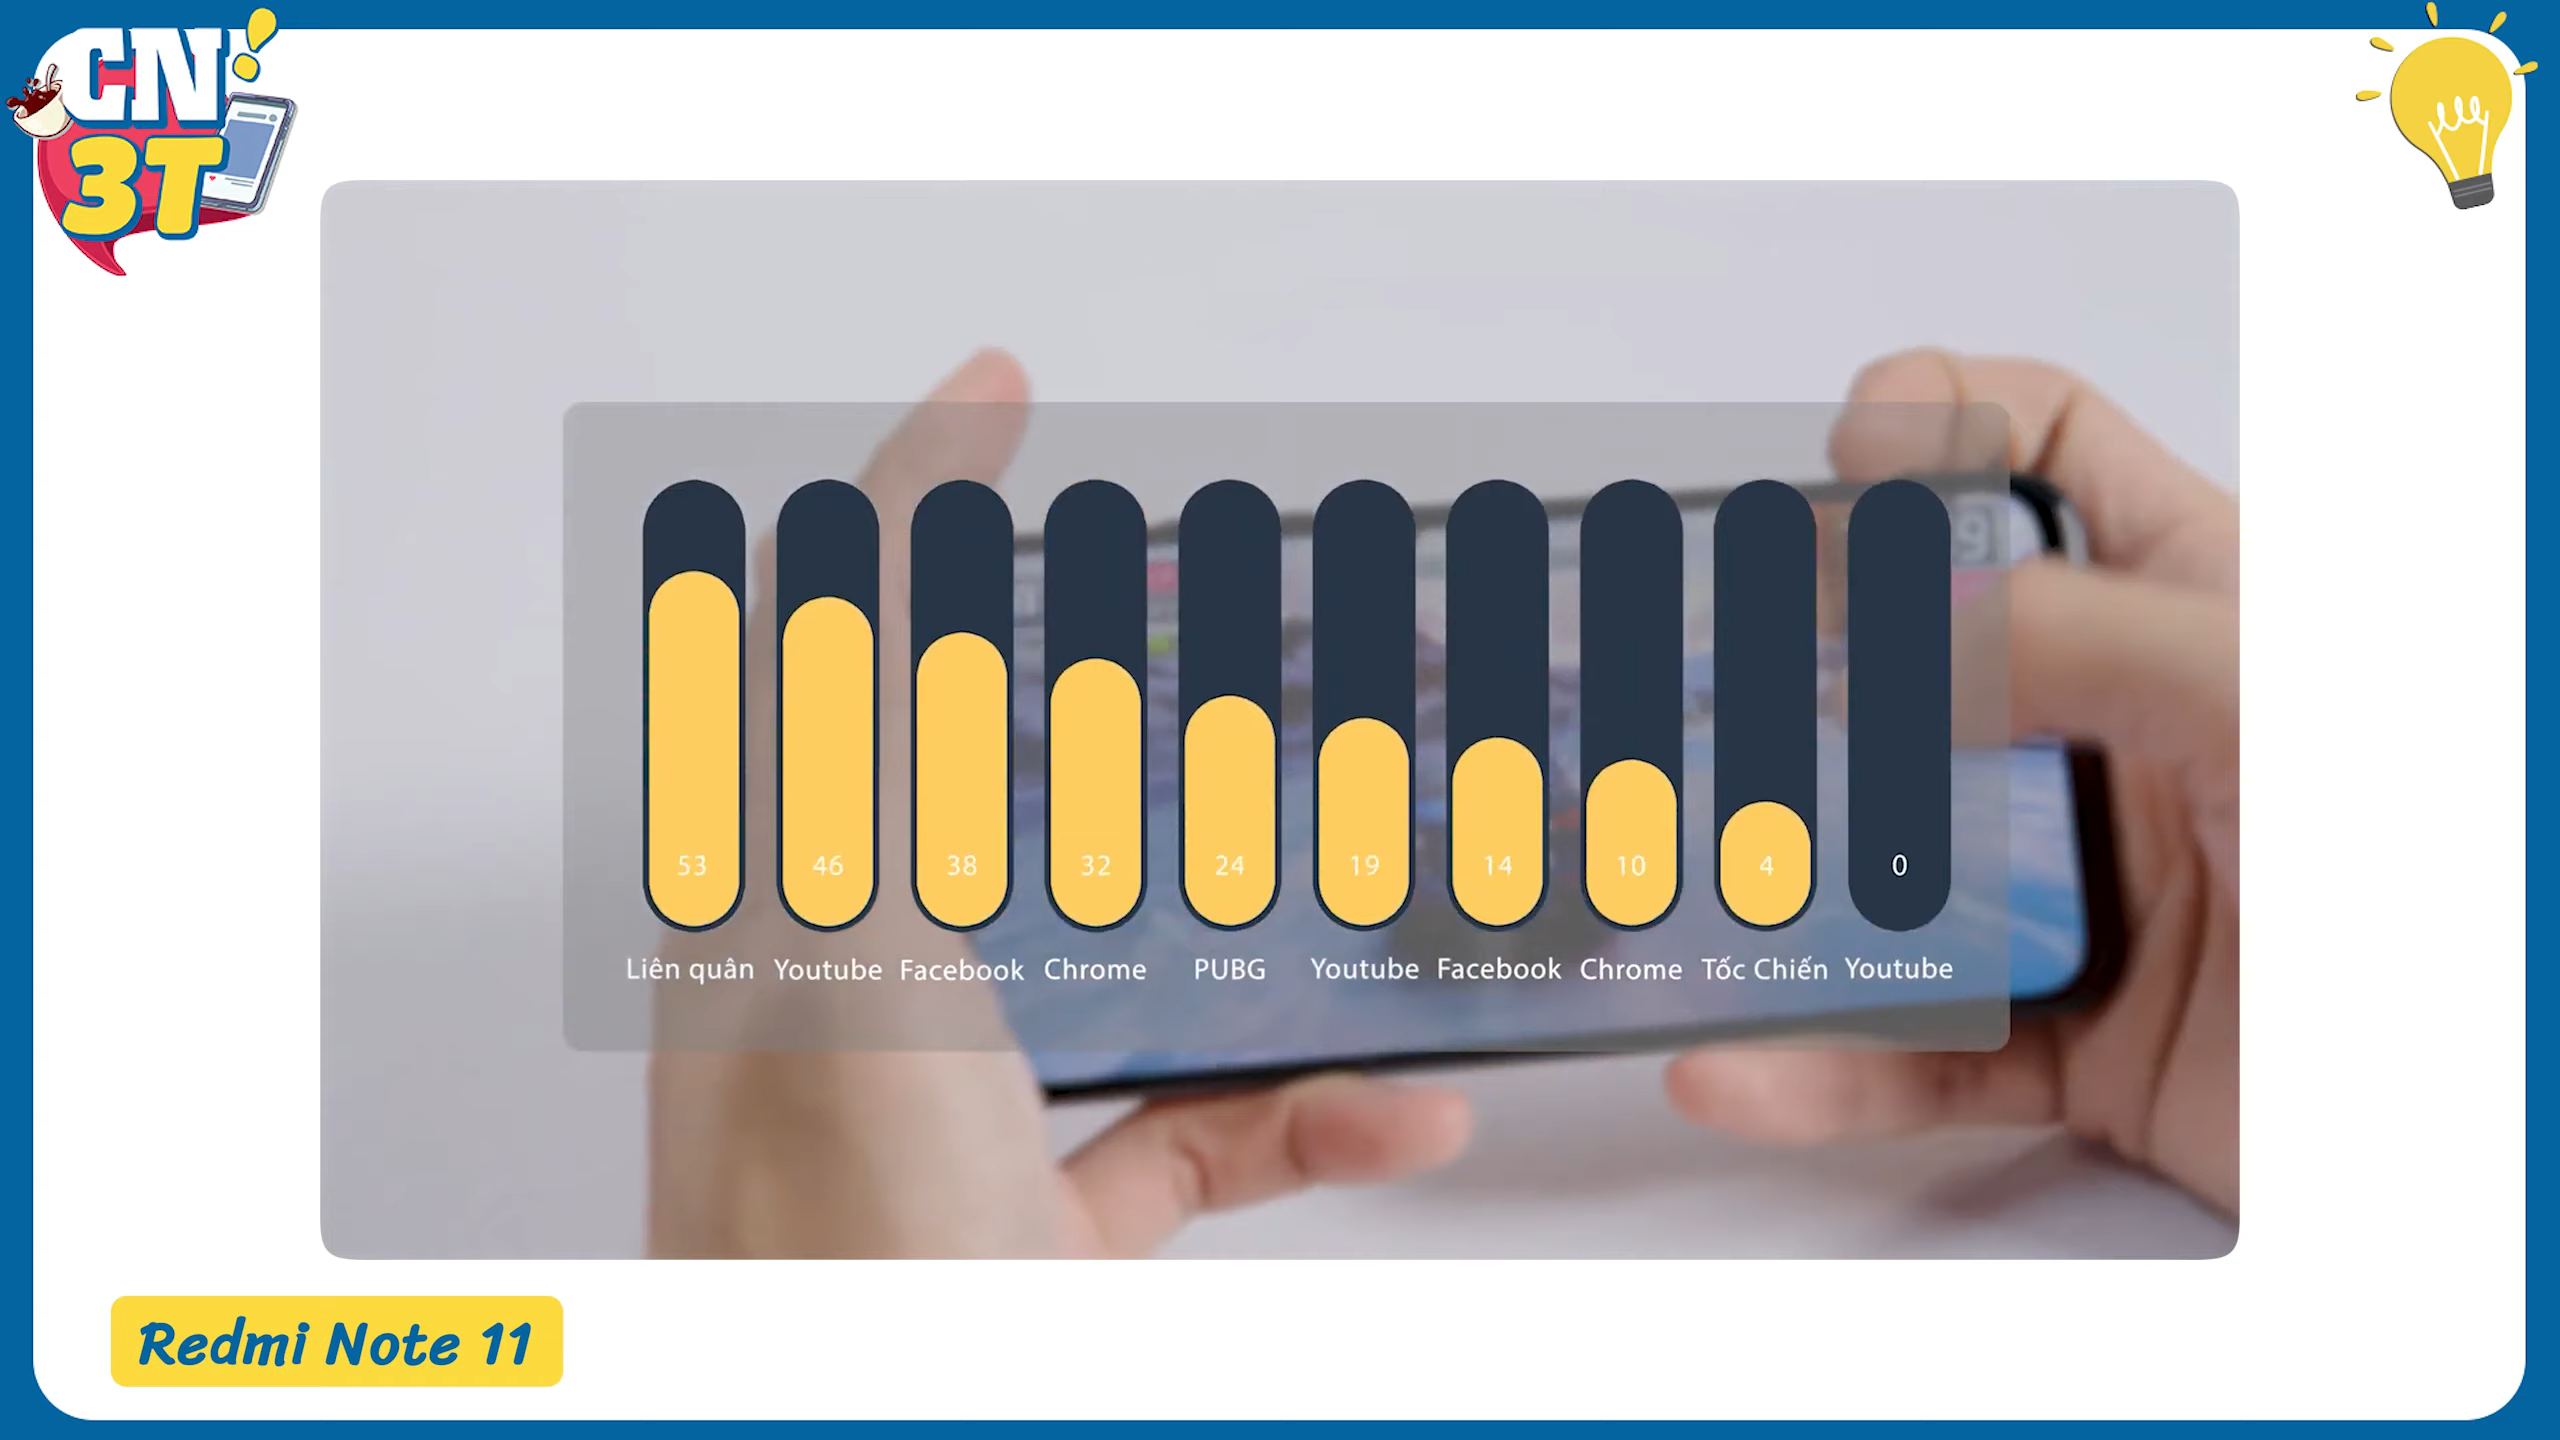 CN!
3T
53 46 38 32 24 19 14 10 4 0
Liên quân Youtube Facebook Chrome PUBG Youtube Facebook Chrome Tốc Chiến Youtube
Redmi Note 11